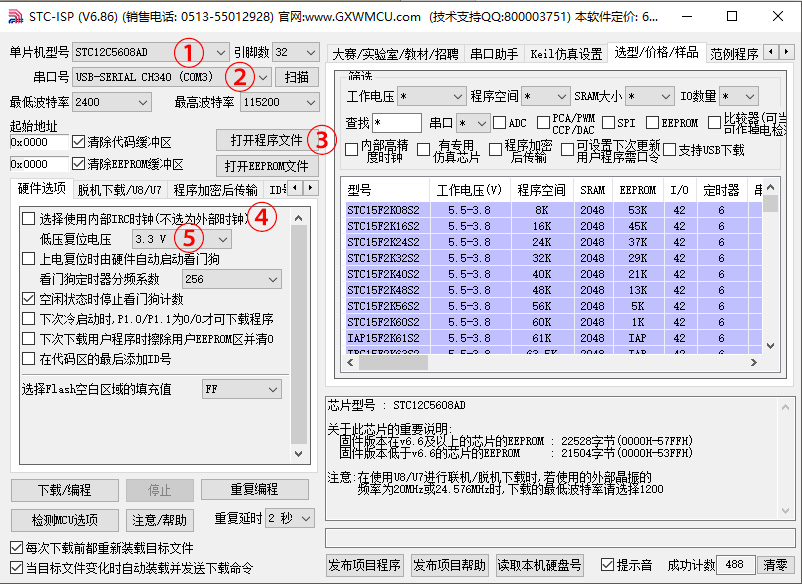 STC-ISP (V6.86) (销售电话: 0513-55012928) 官网:www.GXWMCU.com (技术支持QQ:800003751) 本软件定价: 6...
单片机型号 STC12C5608AD ① 引脚数 32
串口号 USB-SERIAL CH340 (COM3) ② 扫描
最低波特率 2400 最高波特率 115200
起始地址
0x0000 清除代码缓冲区 打开程序文件 ③
0x0000 清除EEPROM缓冲区 打开EEPROM文件
硬件选项 脱机下载/U8/U7 程序加密后传输
选择使用内部IRC时钟(不选为外部时钟) ④
低压复位电压 3.3 V ⑤
上电复位时由硬件自动启动看门狗
看门狗定时器分频系数 256
空闲状态时停止看门狗计数
下次冷启动时,P1.0/P1.1为0/0才可下载程序
下次下载用户程序时擦除用户EEPROM区并清0
在代码区的最后添加ID号
选择Flash空白区域的填充值 FF
下载/编程 停止 重复编程
检测MCU选项 注意/帮助 重复延时 2 秒
每次下载前都重新装载目标文件
当目标文件变化时自动装载并发送下载命令
大赛/实验室/教材/招聘 串口助手 Keil仿真设置 选型/价格/样品 范例程序
筛选
工作电压 * 程序空间 * SRAM大小 * IO数量 *
查找 * 串口 * ADC PCA/PWM CCP/DAC SPI EEPROM
内部高精度时钟 有专用仿真芯片 程序加密后传输 可设置下次更新用户程序需口令 支持USB下载
型号 工作电压(V) 程序空间 SRAM EEPROM I/O 定时器 串
STC15F2K08S2 5.5-3.8 8K 2048 53K 42 6
STC15F2K16S2 5.5-3.8 16K 2048 45K 42 6
STC15F2K24S2 5.5-3.8 24K 2048 37K 42 6
STC15F2K32S2 5.5-3.8 32K 2048 29K 42 6
STC15F2K40S2 5.5-3.8 40K 2048 21K 42 6
STC15F2K48S2 5.5-3.8 48K 2048 13K 42 6
STC15F2K56S2 5.5-3.8 56K 2048 5K 42 6
STC15F2K60S2 5.5-3.8 60K 2048 1K 42 6
IAP15F2K61S2 5.5-3.8 61K 2048 IAP 42 6
芯片型号 : STC12C5608AD
关于此芯片的重要说明:
固件版本在v6.6及以上的芯片的EEPROM : 22528字节(0000H-57FFH)
固件版本低于v6.6的芯片的EEPROM : 21504字节(0000H-53FFH)
注意:在使用U8/U7进行联机/脱机下载时,若使用的外部晶振的
频率为20MHz或24.576MHz时,下载的最低波特率请选择1200
发布项目程序 发布项目帮助 读取本机硬盘号 提示音 成功计数 488 清零